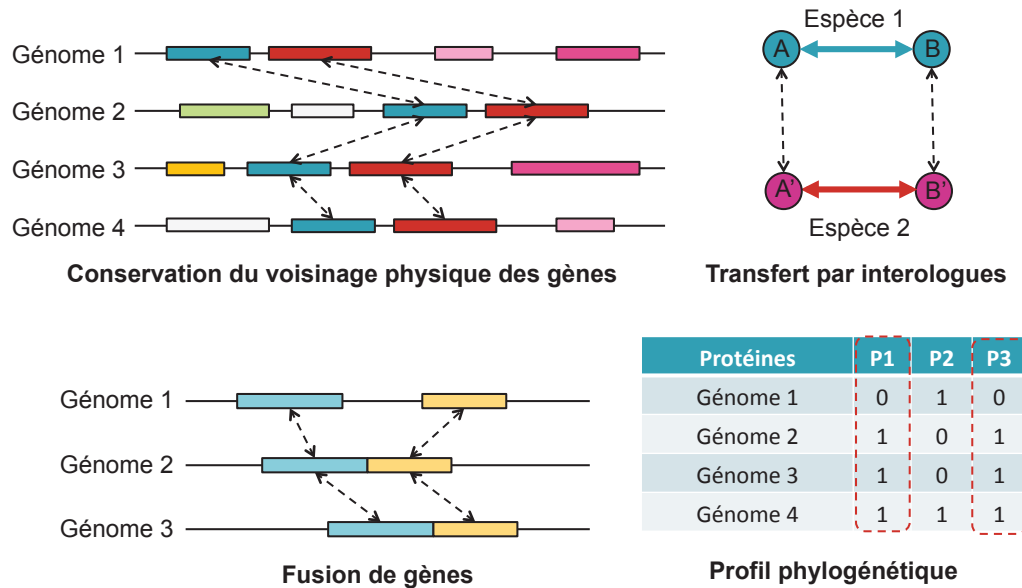 Génome 1
Génome 2
Génome 3
Génome 4
Conservation du voisinage physique des gènes
Espèce 1
A B
A' B'
Espèce 2
Transfert par interologues
Génome 1
Génome 2
Génome 3
Fusion de gènes
Protéines P1 P2 P3
Génome 1 0 1 0
Génome 2 1 0 1
Génome 3 1 0 1
Génome 4 1 1 1
Profil phylogénétique